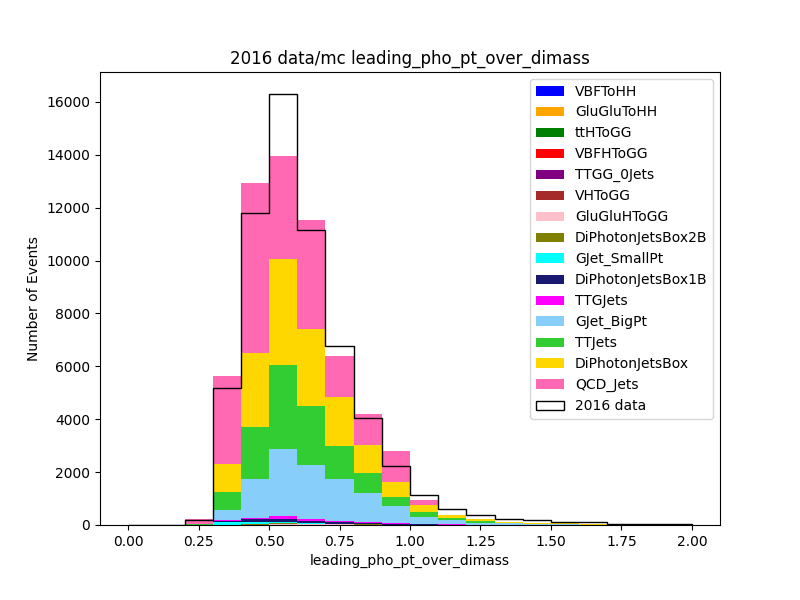 2016 data/mc leading_pho_pt_over_dimass
Number of Events
16000
14000
12000
10000
8000
6000
4000
2000
0
0.00 0.25 0.50 0.75 1.00 1.25 1.50 1.75 2.00
leading_pho_pt_over_dimass
VBFToHH
GluGluToHH
ttHToGG
VBFHToGG
TTGG_0Jets
VHToGG
GluGluHToGG
DiPhotonJetsBox2B
GJet_SmallPt
DiPhotonJetsBox1B
TTGJets
GJet_BigPt
TTJets
DiPhotonJetsBox
QCD_Jets
2016 data